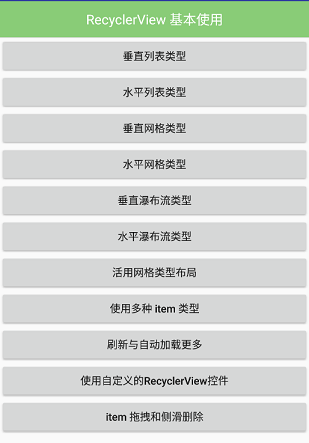 RecyclerView 基本使用
垂直列表类型
水平列表类型
垂直网格类型
水平网格类型
垂直瀑布流类型
水平瀑布流类型
活用网格类型布局
使用多种 item 类型
刷新与自动加载更多
使用自定义的RecyclerView控件
item 拖拽和侧滑删除